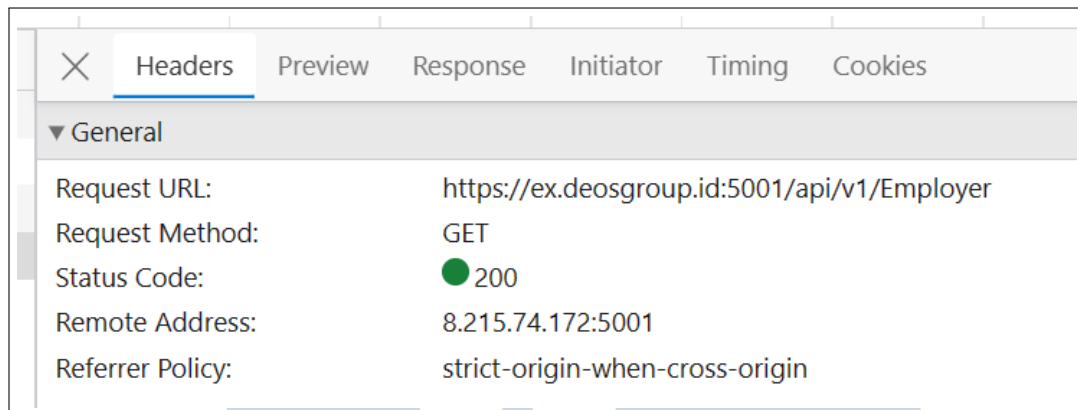 Headers Preview Response Initiator Timing Cookies
General
Request URL: https://ex.deosgroup.id:5001/api/v1/Employer
Request Method: GET
Status Code: 200
Remote Address: 8.215.74.172:5001
Referrer Policy: strict-origin-when-cross-origin